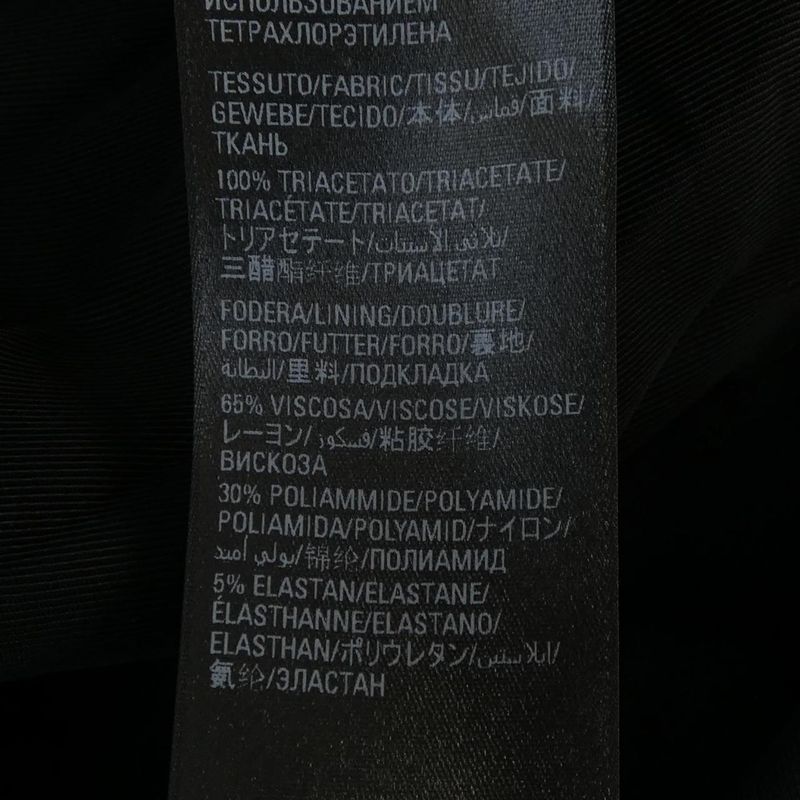 ИСПОЛЬЗОВАНИЕМ
ТЕТРАХЛОРЭТИЛЕНА
TESSUTO/FABRIC/TISSU/TEJIDO/
GEWEBE/TECIDO/本体/قماش/面料/
ТКАНЬ
100% TRIACETATO/TRIACETATE/
TRIACÉTATE/TRIACETAT/
トリアセテート/ثلاثي الأسيتات/
三醋酯纤维/ТРИАЦЕТАТ
FODERA/LINING/DOUBLURE/
FORRO/FUTTER/FORRO/裏地/
البطانة/里料/ПОДКЛАДКА
65% VISCOSA/VISCOSE/VISKOSE/
レーヨン/فسكوز/粘胶纤维/
ВИСКОЗА
30% POLIAMMIDE/POLYAMIDE/
POLIAMIDA/POLYAMID/ナイロン/
بولي أميد/锦纶/ПОЛИАМИД
5% ELASTAN/ELASTANE/
ÉLASTHANNE/ELASTANO/
ELASTHAN/ポリウレタン/إيلاستين/
氨纶/ЭЛАСТАН